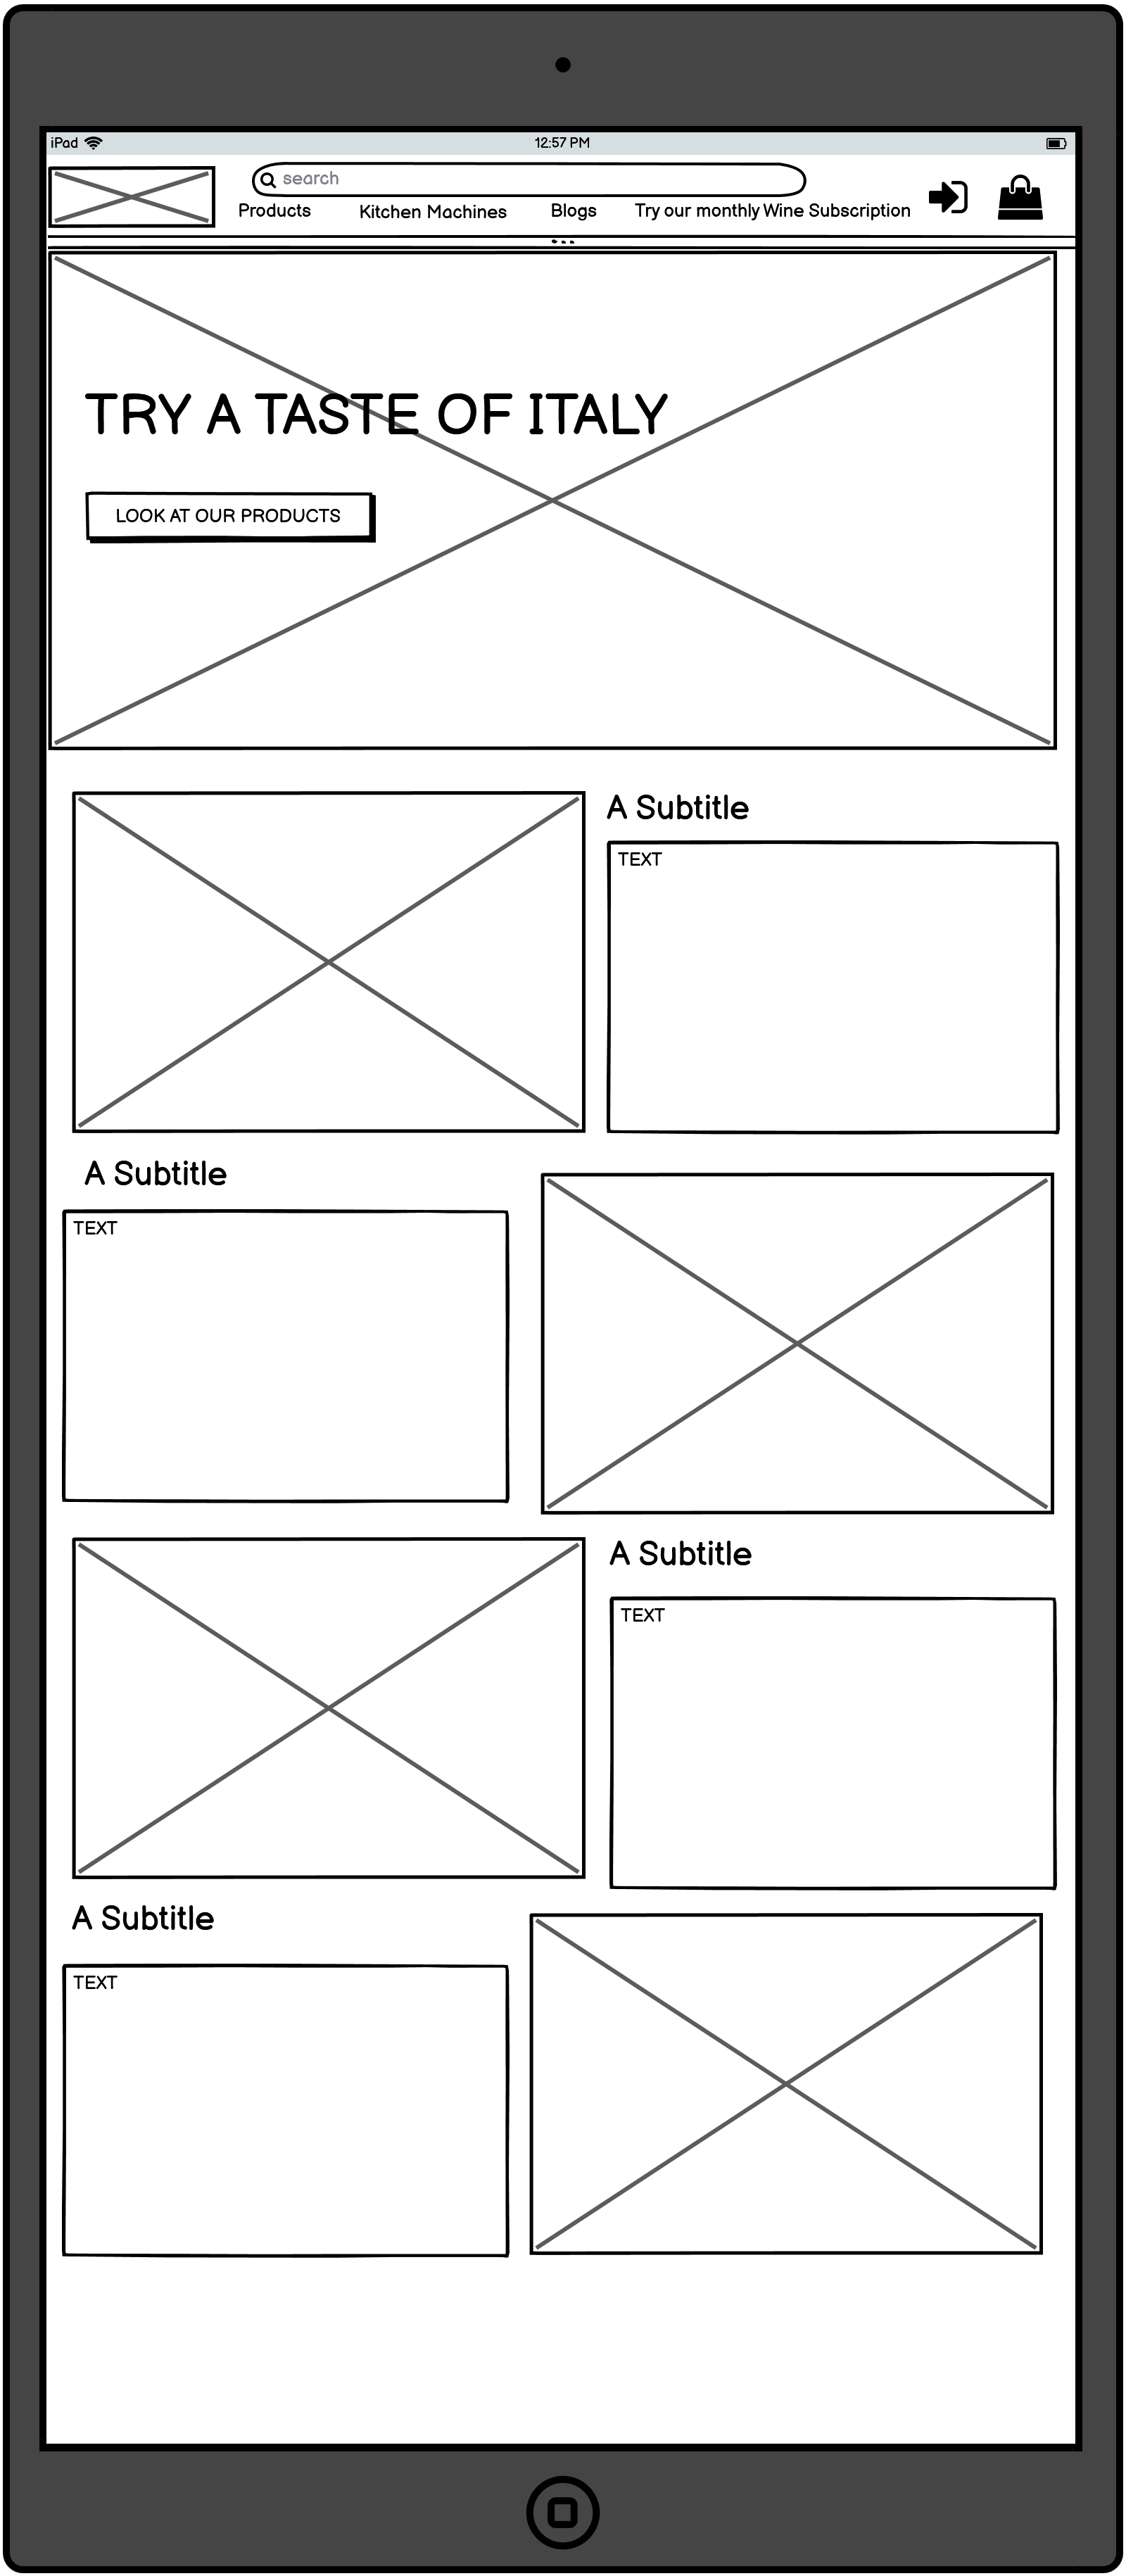 iPad 12:57 PM
search
Products Kitchen Machines Blogs Try our monthly Wine Subscription
TRY A TASTE OF ITALY
LOOK AT OUR PRODUCTS
A Subtitle
TEXT
A Subtitle
TEXT
A Subtitle
TEXT
A Subtitle
TEXT